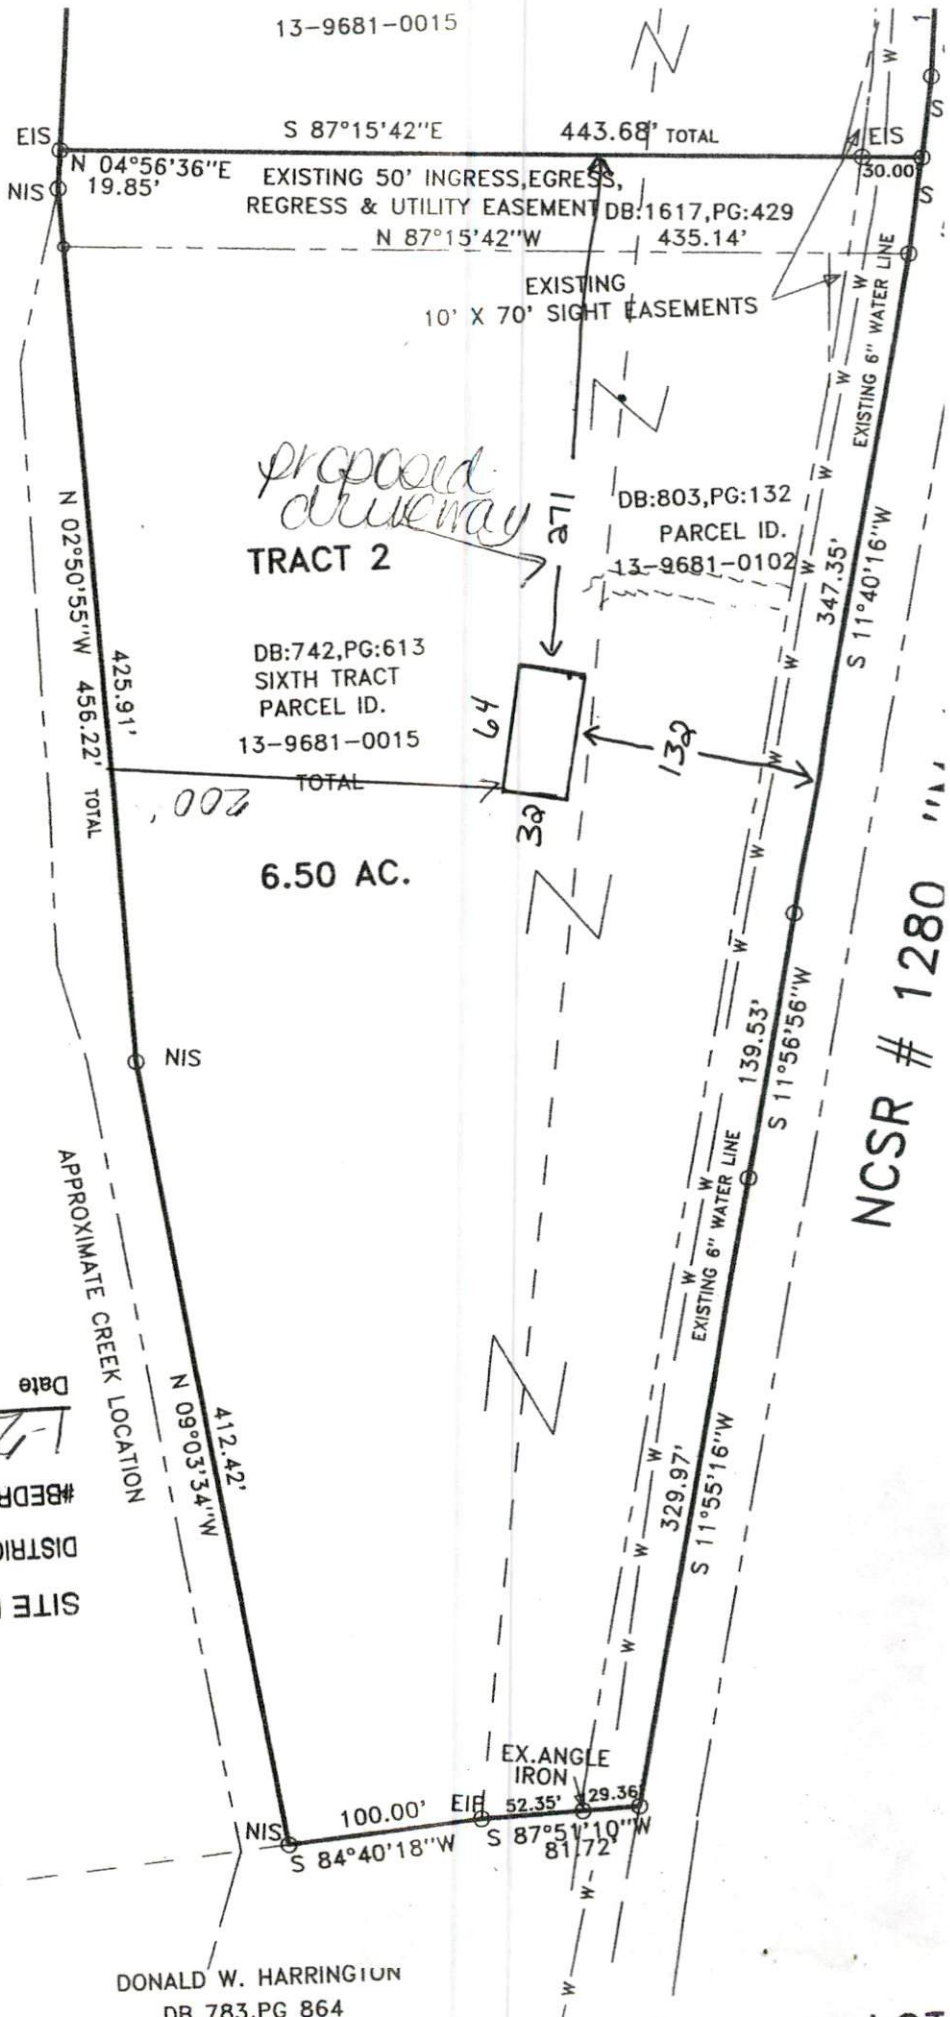 13-9681-0015
EIS
S 87°15'42"E
443.68' TOTAL
EIS
N 04°56'36"E
19.85'
NIS
30.00
S
S
EXISTING 50' INGRESS,EGRESS,
REGRESS & UTILITY EASEMENT DB:1617,PG:429
N 87°15'42"W
435.14'
EXISTING
10' X 70' SIGHT EASEMENTS
EXISTING 6" WATER LINE
proposed
driveway
271
DB:803,PG:132
PARCEL ID.
13-9681-0102
TRACT 2
N 02°50'55"W 456.22' TOTAL
425.91'
347.35'
S 11°40'16"W
DB:742,PG:613
SIXTH TRACT
PARCEL ID.
13-9681-0015
TOTAL
64
132
200'
32
6.50 AC.
NCSR # 1280
139.53'
S 11°56'56"W
NIS
APPROXIMATE CREEK LOCATION
EXISTING 6" WATER LINE
N 09°03'34"W
412.42'
329.97'
S 11°55'16"W
Date
#BEDR
DISTRIC
SITE
EX.ANGLE
IRON
NIS
100.00'
EIP
52.35'
29.36'
S 84°40'18"W
S 87°51'10"W
81.72'
DONALD W. HARRINGTON
DB 783,PG 864